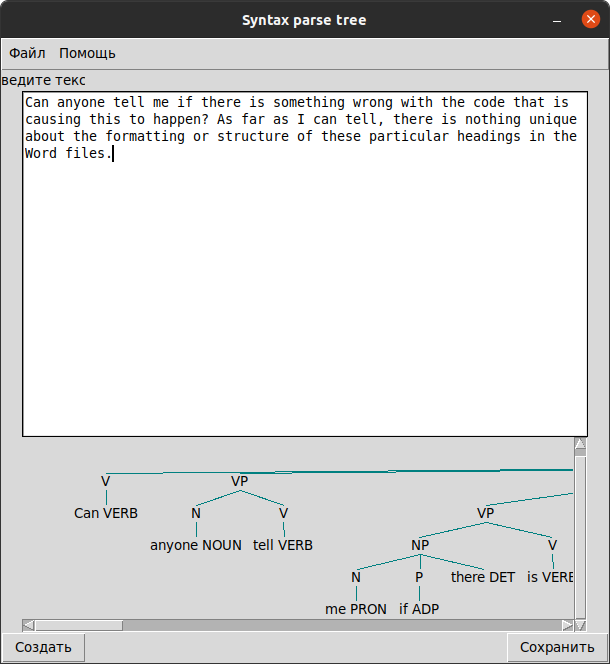 Syntax parse tree
Файл Помощь
ведите текс
Can anyone tell me if there is something wrong with the code that is
causing this to happen? As far as I can tell, there is nothing unique
about the formatting or structure of these particular headings in the
Word files.
V VP
Can VERB N V VP
anyone NOUN tell VERB NP V
N P there DET is VERB
me PRON if ADP
Создать Сохранить